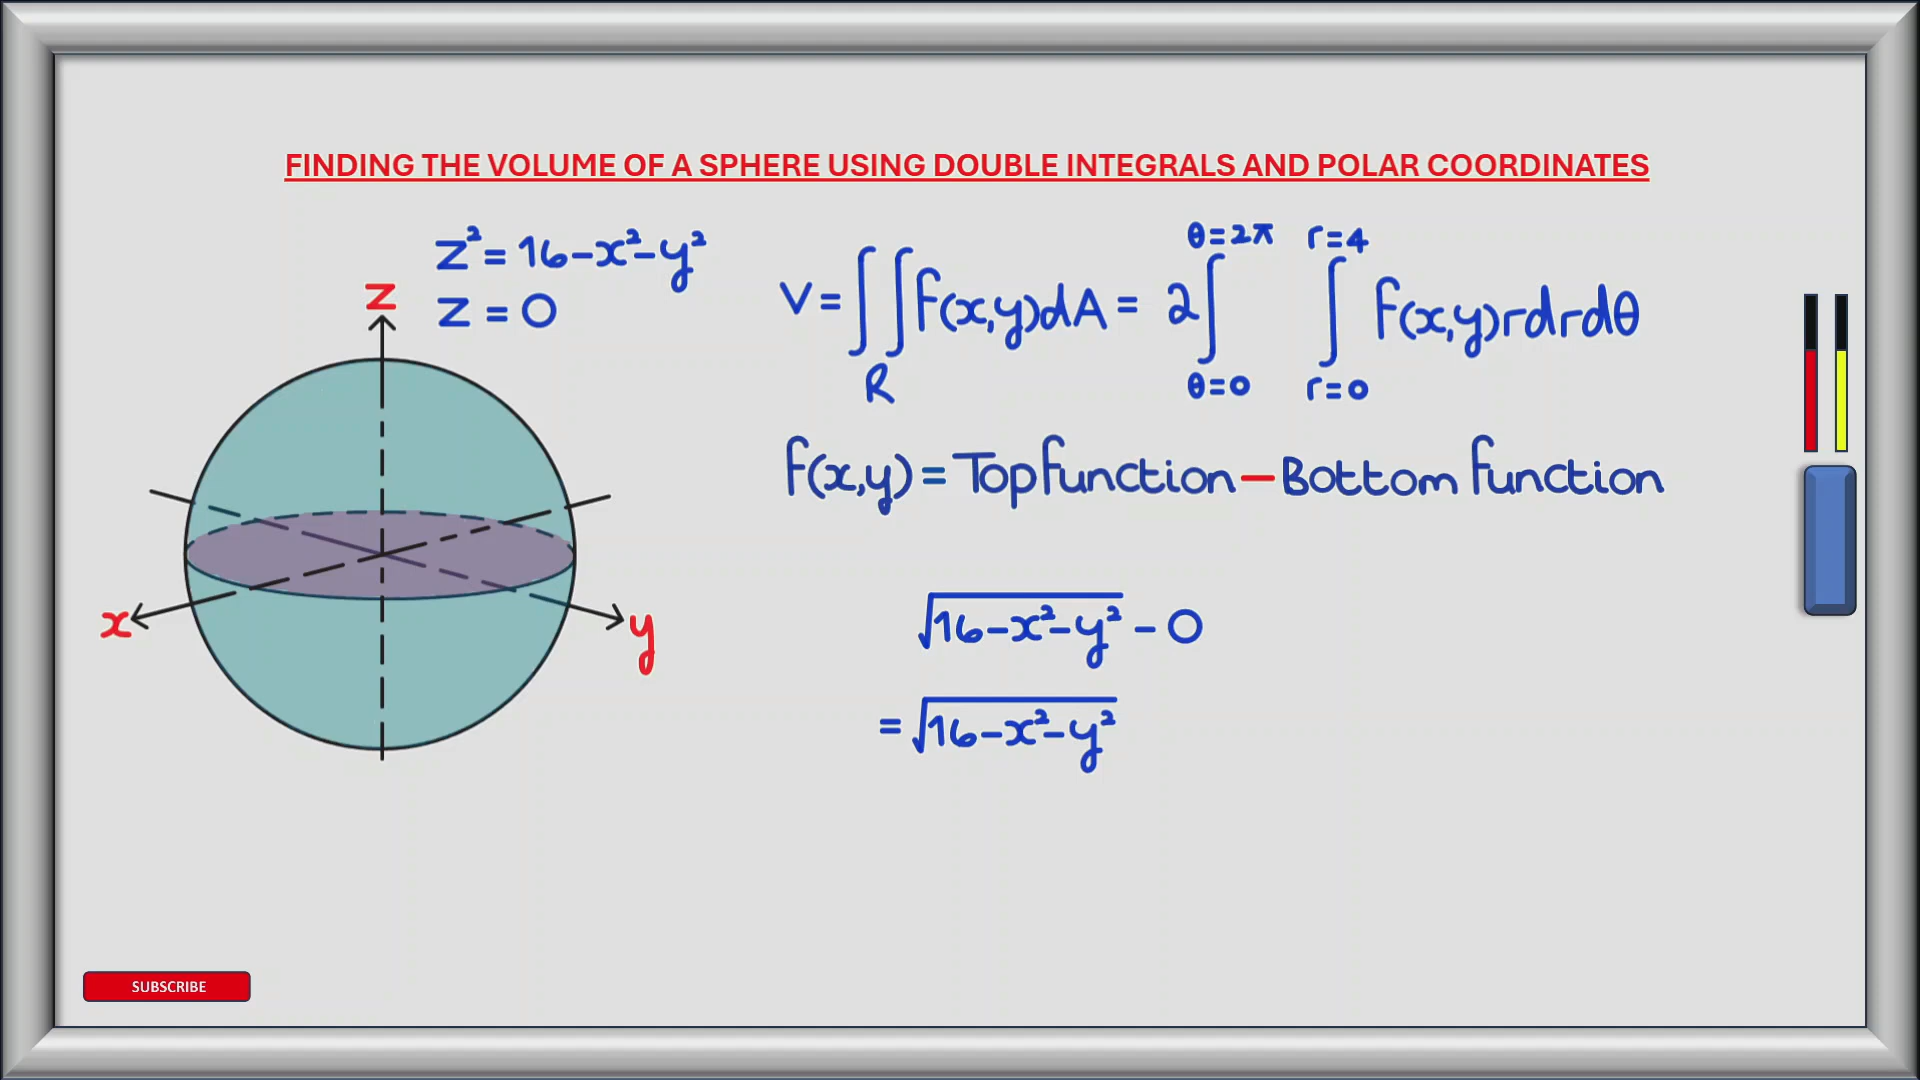 FINDING THE VOLUME OF A SPHERE USING DOUBLE INTEGRALS AND POLAR COORDINATES
z² = 16-x²-y²
z = 0
z
x
y
θ=2π r=4
V = ∫∫ f(x,y)dA = 2∫ ∫ f(x,y)rdrdθ
R θ=0 r=0
f(x,y) = Top function - Bottom function
√16-x²-y² - 0
= √16-x²-y²
SUBSCRIBE